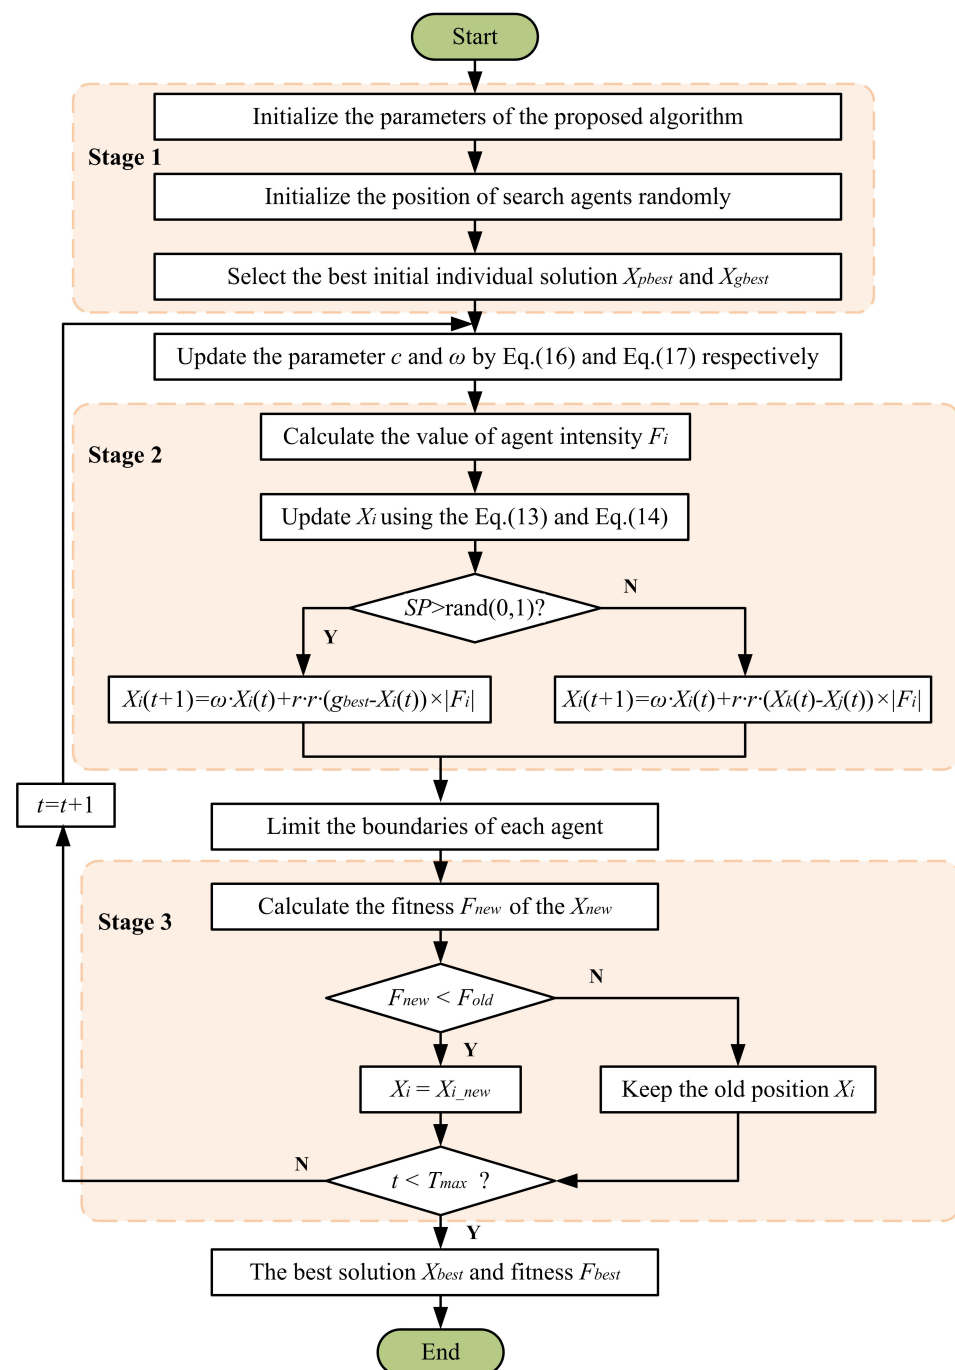 Start
Stage 1
Initialize the parameters of the proposed algorithm
Initialize the position of search agents randomly
Select the best initial individual solution Xpbest and Xgbest
Update the parameter c and ω by Eq.(16) and Eq.(17) respectively
Stage 2
Calculate the value of agent intensity Fi
Update Xi using the Eq.(13) and Eq.(14)
SP>rand(0,1)?
N
Y
Xi(t+1)=ω·Xi(t)+r·r·(gbest-Xi(t))×|Fi|
Xi(t+1)=ω·Xi(t)+r·r·(Xk(t)-Xj(t))×|Fi|
t=t+1
Limit the boundaries of each agent
Stage 3
Calculate the fitness Fnew of the Xnew
Fnew < Fold
N
Y
Xi = Xi_new
Keep the old position Xi
N
t < Tmax ?
Y
The best solution Xbest and fitness Fbest
End